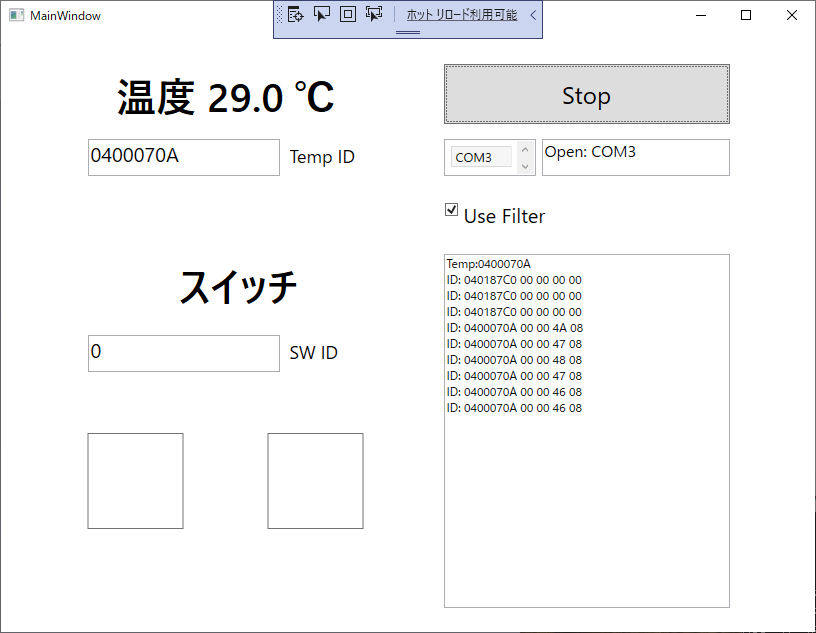 MainWindow
ホット リロード利用可能
温度 29.0 ℃
Stop
0400070A
Temp ID
COM3
Open: COM3
Use Filter
Temp:0400070A
ID: 040187C0 00 00 00 00
ID: 040187C0 00 00 00 00
ID: 040187C0 00 00 00 00
ID: 0400070A 00 00 4A 08
ID: 0400070A 00 00 47 08
ID: 0400070A 00 00 48 08
ID: 0400070A 00 00 47 08
ID: 0400070A 00 00 46 08
ID: 0400070A 00 00 46 08
スイッチ
0
SW ID